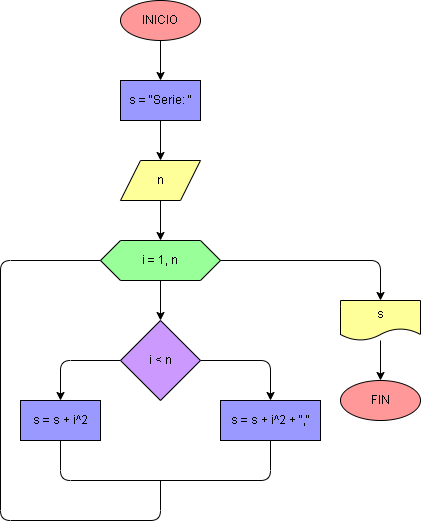 INICIO
s = "Serie: "
n
i = 1, n
i < n
s
s = s + i^2
s = s + i^2 + ","
FIN